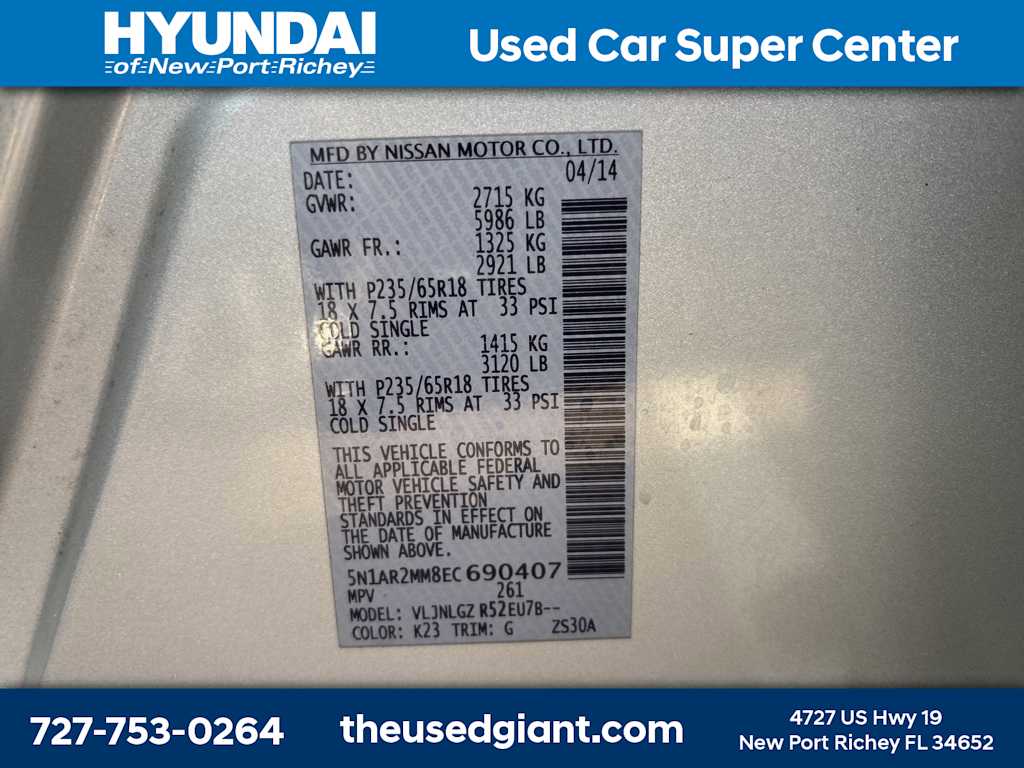 HYUNDAI
of New Port Richey
Used Car Super Center
MFD BY NISSAN MOTOR CO., LTD.
DATE: 04/14
GVWR: 2715 KG
5986 LB
GAWR FR.: 1325 KG
2921 LB
WITH P235/65R18 TIRES
18 X 7.5 RIMS AT 33 PSI
COLD SINGLE
GAWR RR.: 1415 KG
3120 LB
WITH P235/65R18 TIRES
18 X 7.5 RIMS AT 33 PSI
COLD SINGLE
THIS VEHICLE CONFORMS TO
ALL APPLICABLE FEDERAL
MOTOR VEHICLE SAFETY AND
THEFT PREVENTION
STANDARDS IN EFFECT ON
THE DATE OF MANUFACTURE
SHOWN ABOVE.
5N1AR2MM8EC690407
MPV 261
MODEL: VLJNLGZ R52EU7B--
COLOR: K23 TRIM: G ZS30A
727-753-0264
theusedgiant.com
4727 US Hwy 19
New Port Richey FL 34652